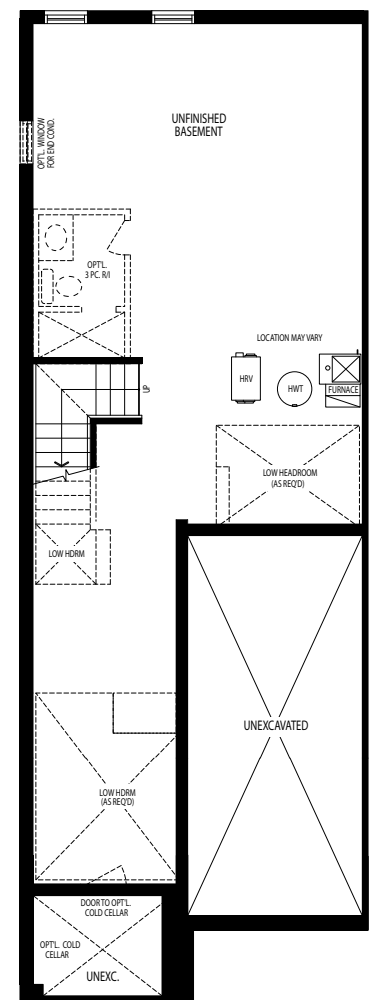 UNFINISHED
BASEMENT
OPT'L. WINDOW
FOR END COND.
OPT'L.
3 PC. R/I
LOCATION MAY VARY
HRV
HWT
FURNACE
UP
LOW HEADROOM
(AS REQ'D)
LOW HDRM
UNEXCAVATED
LOW HDRM
(AS REQ'D)
DOOR TO OPT'L.
COLD CELLAR
OPT'L. COLD
CELLAR
UNEXC.